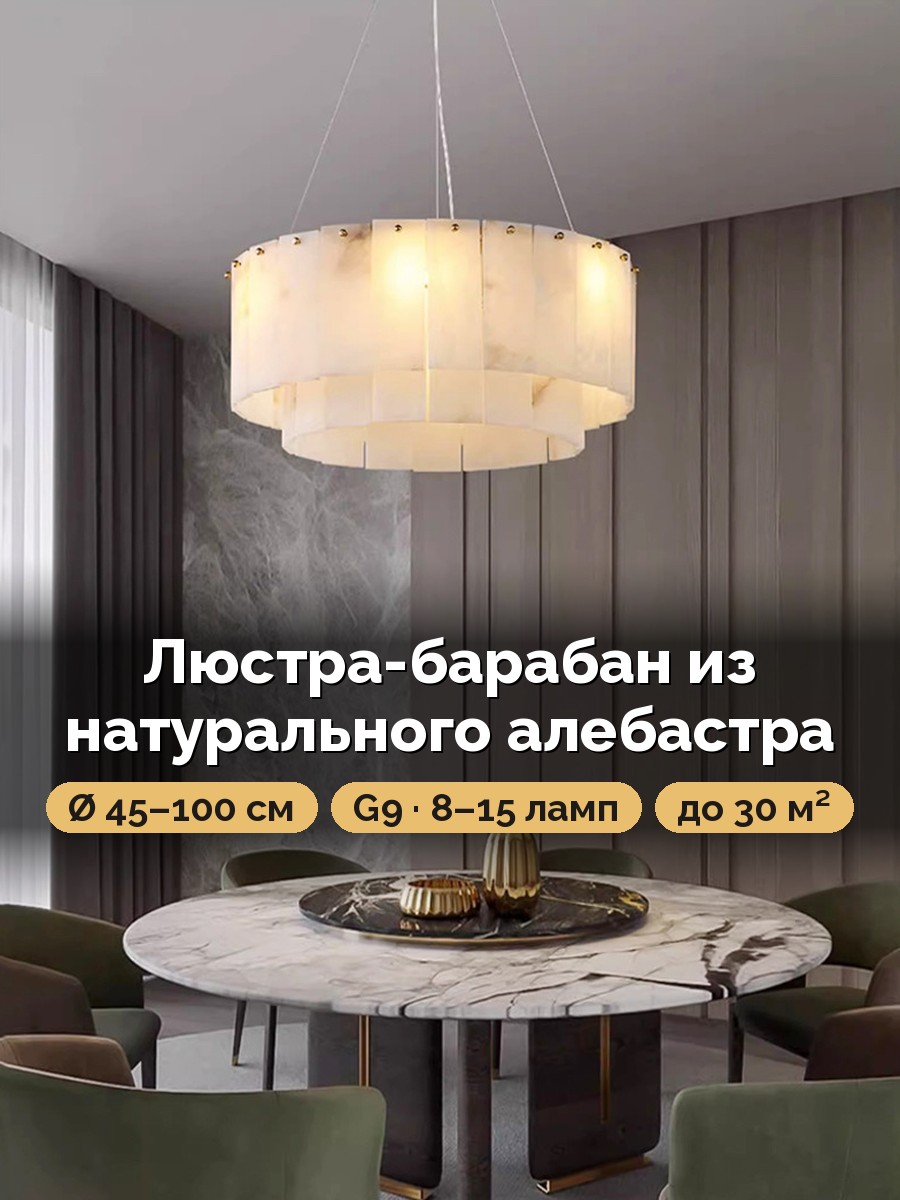 Люстра-барабан из
натурального алебастра
Ø 45–100 см
G9 · 8–15 ламп
до 30 м²